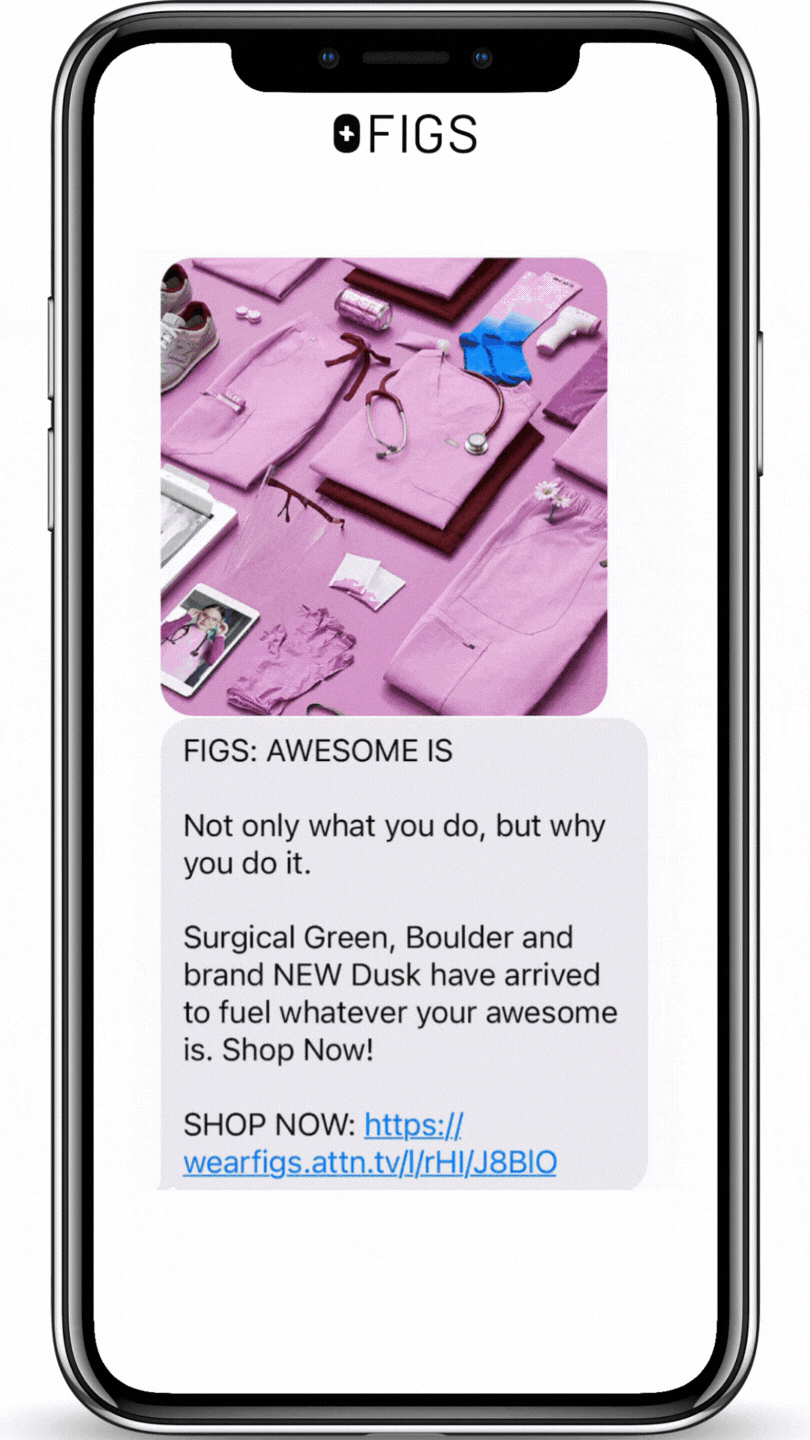 FIGS
FIGS: AWESOME IS
Not only what you do, but why
you do it.
Surgical Green, Boulder and
brand NEW Dusk have arrived
to fuel whatever your awesome
is. Shop Now!
SHOP NOW: https://
wearfigs.attn.tv/l/rHI/J8BlO